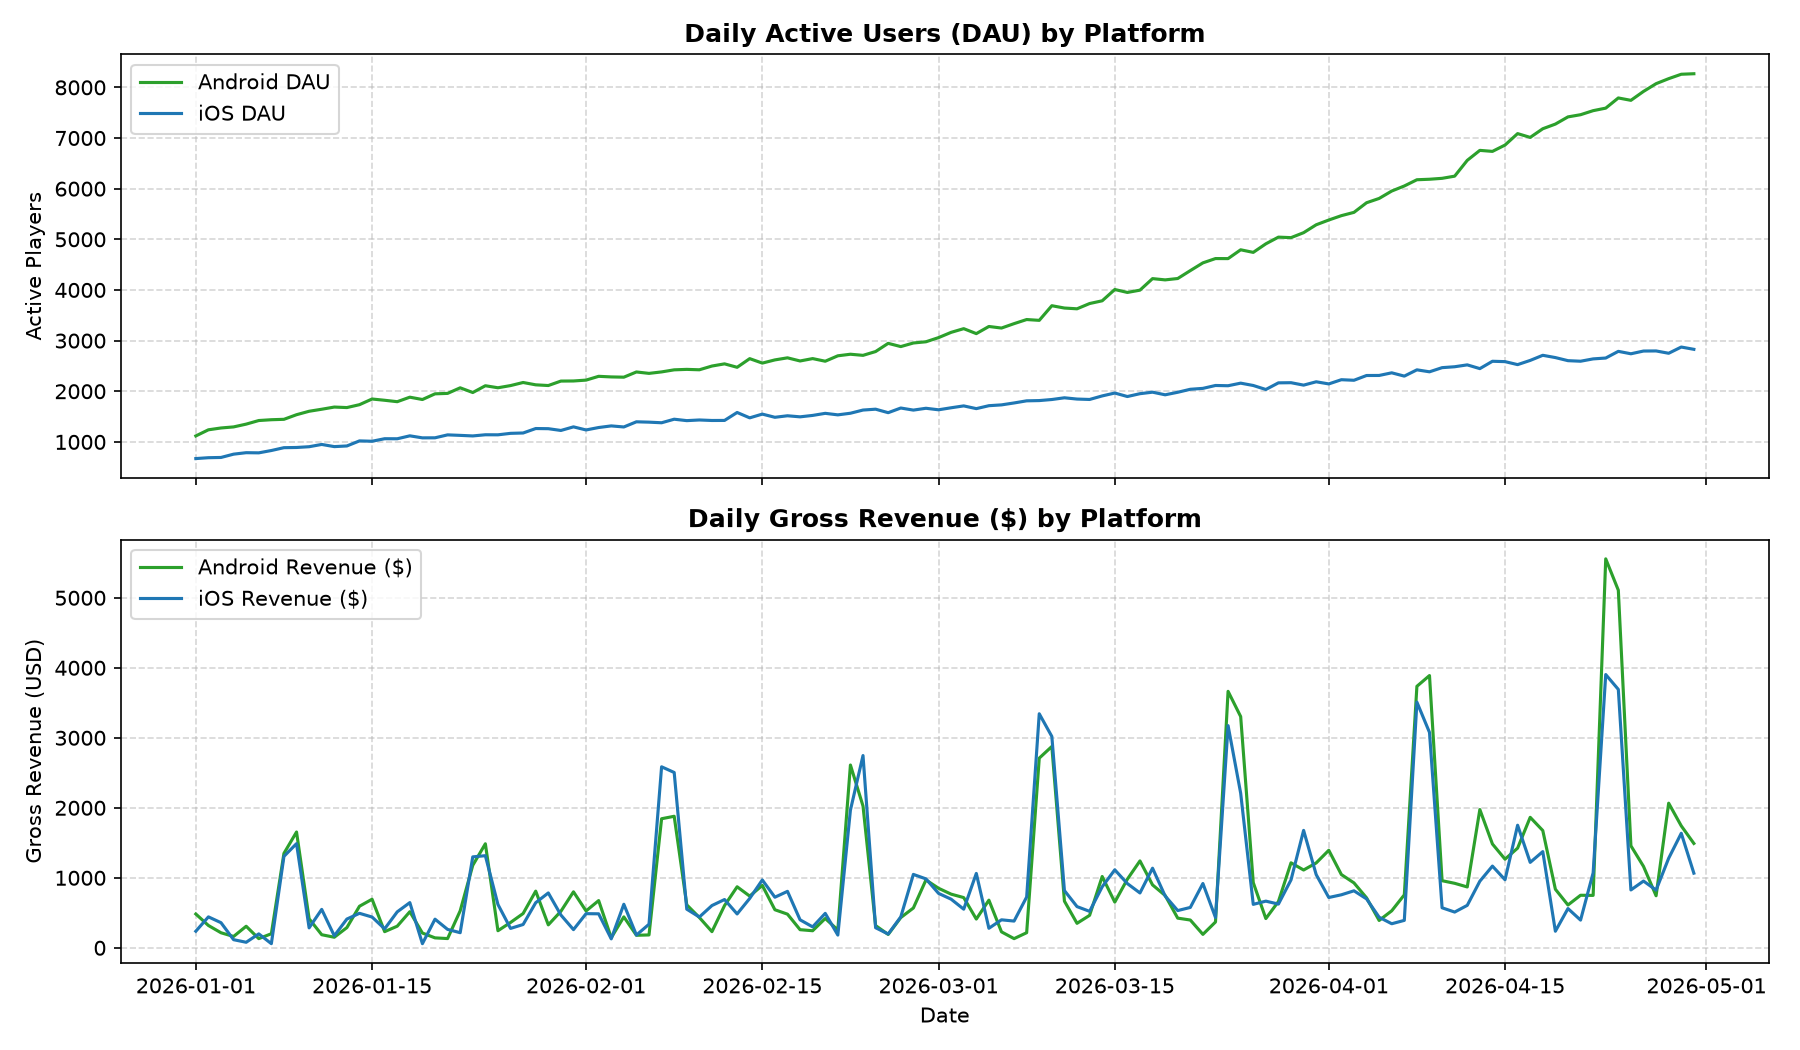 Daily Active Users (DAU) by Platform
Android DAU
iOS DAU
8000
7000
6000
5000
4000
3000
2000
1000
Active Players
Daily Gross Revenue ($) by Platform
Android Revenue ($)
iOS Revenue ($)
5000
4000
3000
2000
1000
0
Gross Revenue (USD)
2026-01-01 2026-01-15 2026-02-01 2026-02-15 2026-03-01 2026-03-15 2026-04-01 2026-04-15 2026-05-01
Date